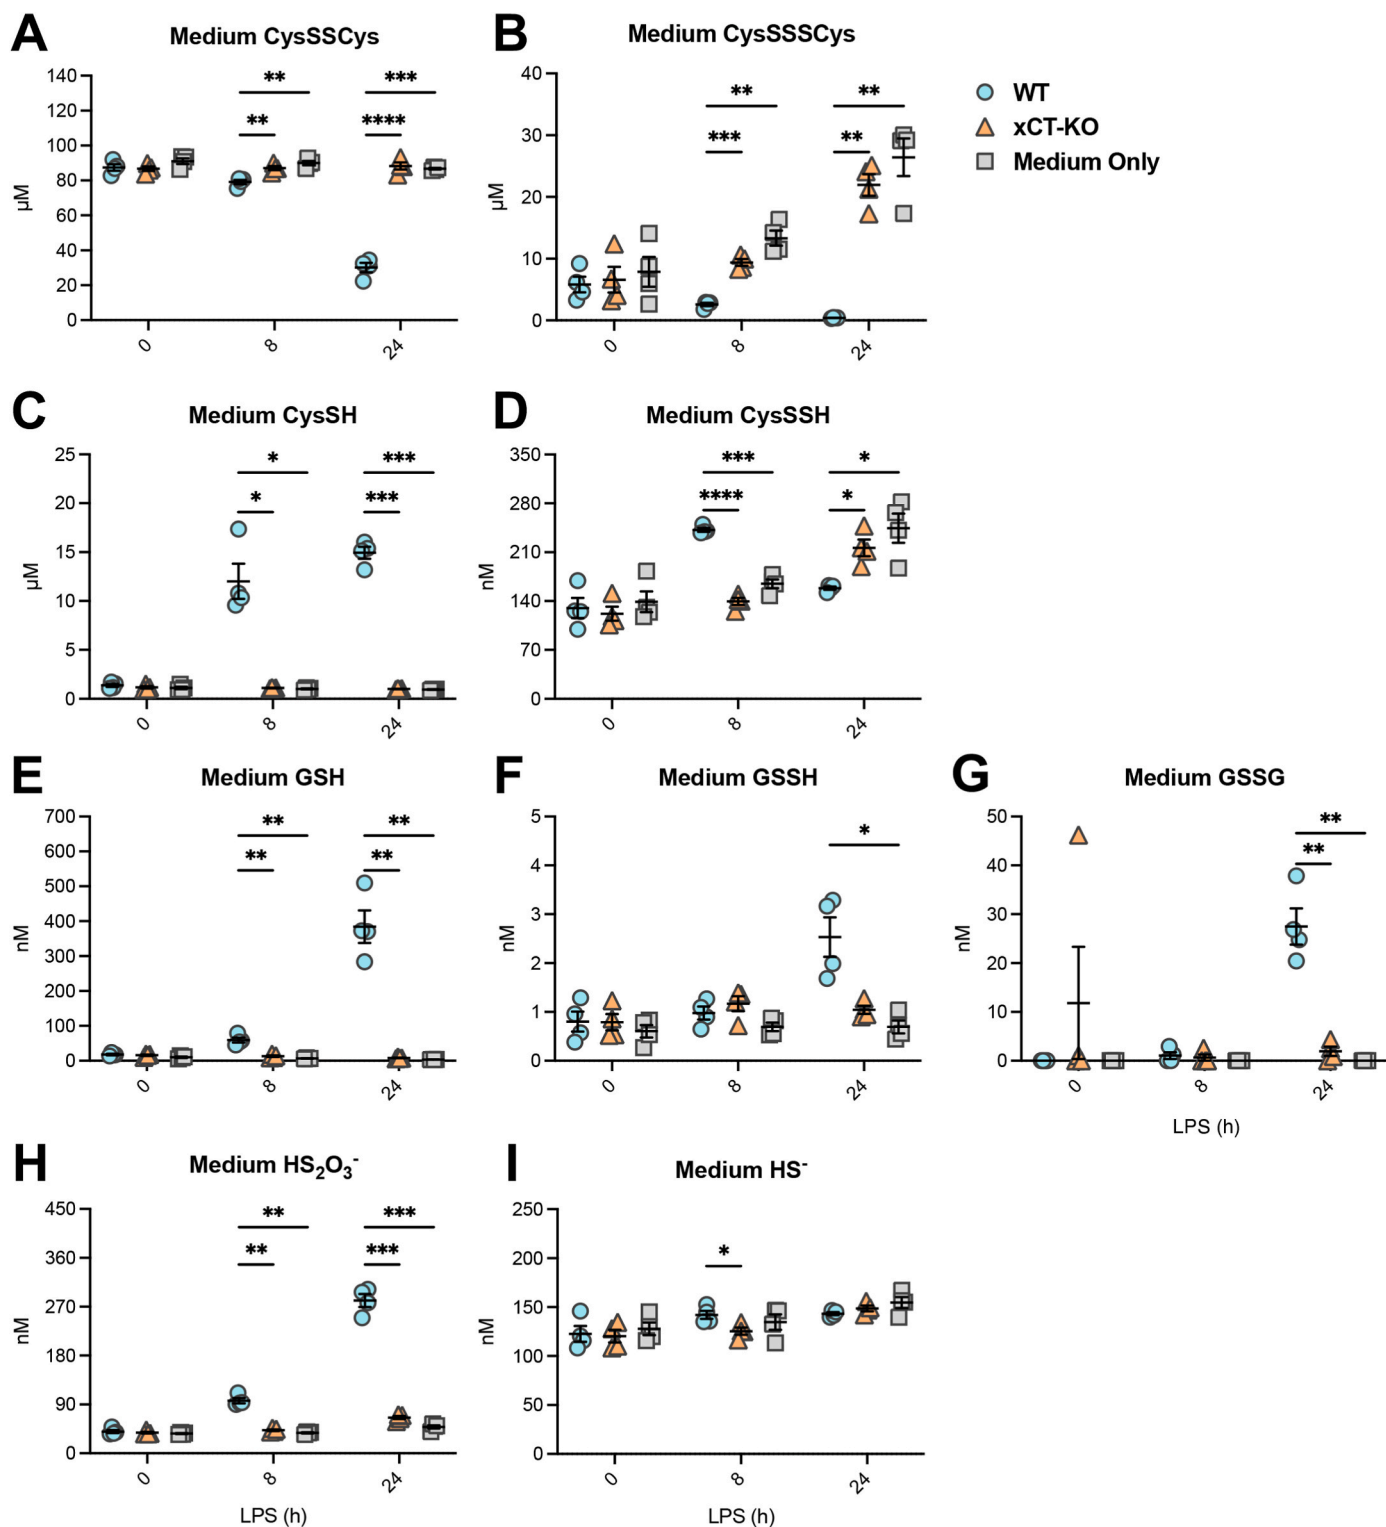 A
Medium CysSSCys
140
120
100
80
60
40
20
0
µM
** *** ** ****
0 8 24
B
Medium CysSSSCys
40
30
20
10
0
µM
** ** *** **
0 8 24
WT
xCT-KO
Medium Only
C
Medium CysSH
25
20
15
10
5
0
µM
* *** * ***
0 8 24
D
Medium CysSSH
350
280
210
140
70
0
nM
*** * **** *
0 8 24
E
Medium GSH
700
600
500
400
300
200
100
0
nM
** ** ** **
0 8 24
F
Medium GSSH
5
4
3
2
1
0
nM
*
0 8 24
G
Medium GSSG
50
40
30
20
10
0
nM
** **
0 8 24
LPS (h)
H
Medium HS₂O₃⁻
450
360
270
180
90
0
nM
** *** ** ***
0 8 24
LPS (h)
I
Medium HS⁻
250
200
150
100
50
0
nM
*
0 8 24
LPS (h)